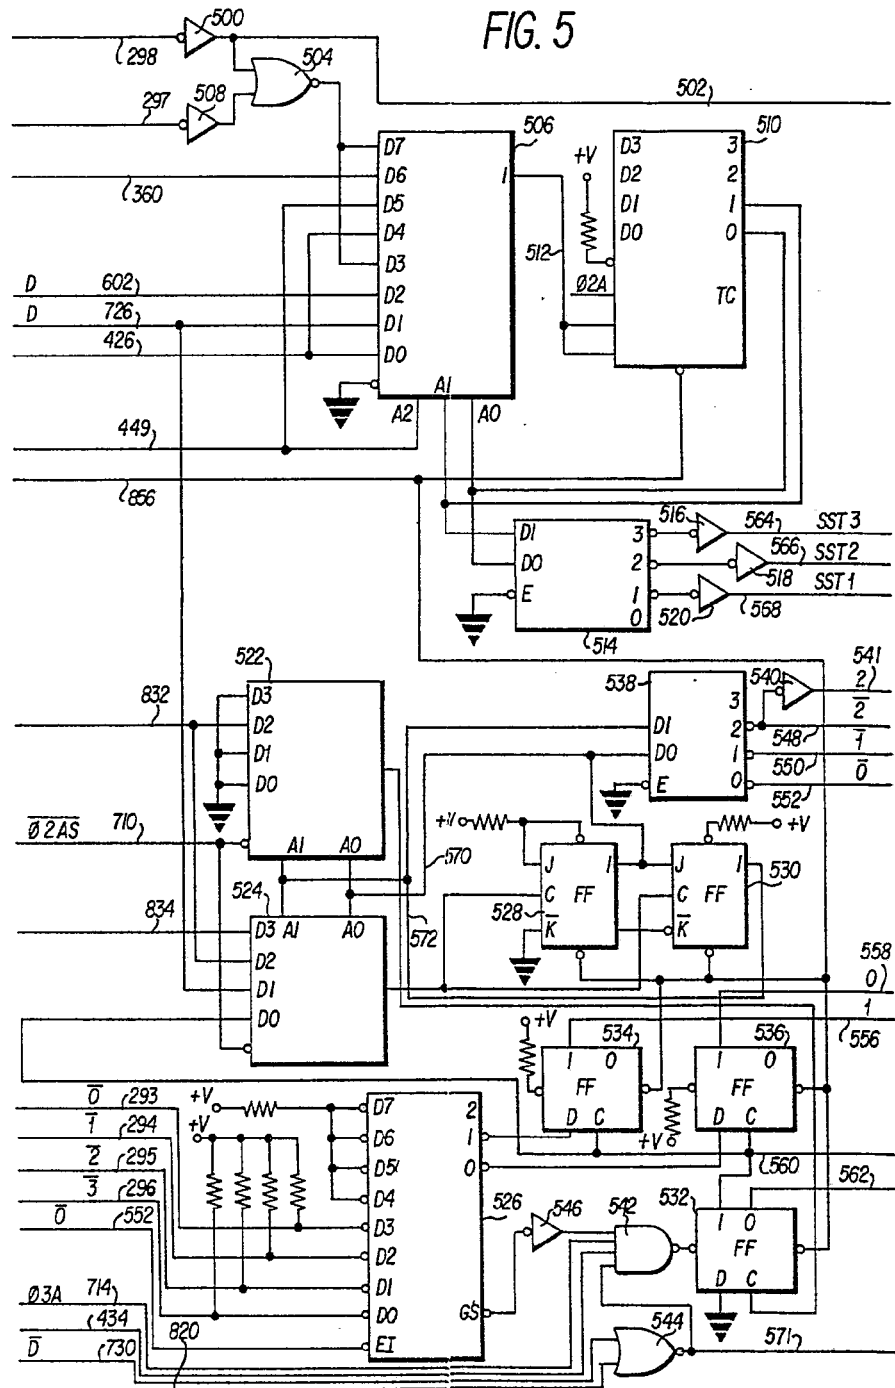 FIG. 5
500
298
504
502
297
508
506
510
D7
D6
D5
D4
D3
D2
D1
D0
1
360
+V
D3
D2
D1
D0
3
2
1
0
TC
512
Ø2A
D 602
D 726
426
A2
A1
A0
449
856
D1
D0
E
3
2
1
0
514
516
564
SST 3
566
SST 2
518
520
568
SST 1
522
D3
D2
D1
D0
A1
A0
832
538
D1
D0
E
3
2
1
0
540
541
2
2̅
548
1̅
550
0̅
552
Ø2AS 710
570
572
+V
+V
J
C
K̅
FF
1
528
J
C
K̅
FF
1
530
524
834
D3
D2
D1
D0
A1
A0
558
0
1
556
+V
534
1
0
FF
D
C
536
1
0
FF
D
C
+V
560
562
0̅ 293
1̅ 294
2̅ 295
3̅ 296
0̅ 552
+V
+V
D7
D6
D5
D4
D3
D2
D1
D0
EI
2
1
0
GS
526
546
542
532
1
0
FF
D
C
Ø3A 714
434
D̅ 730
820
544
571